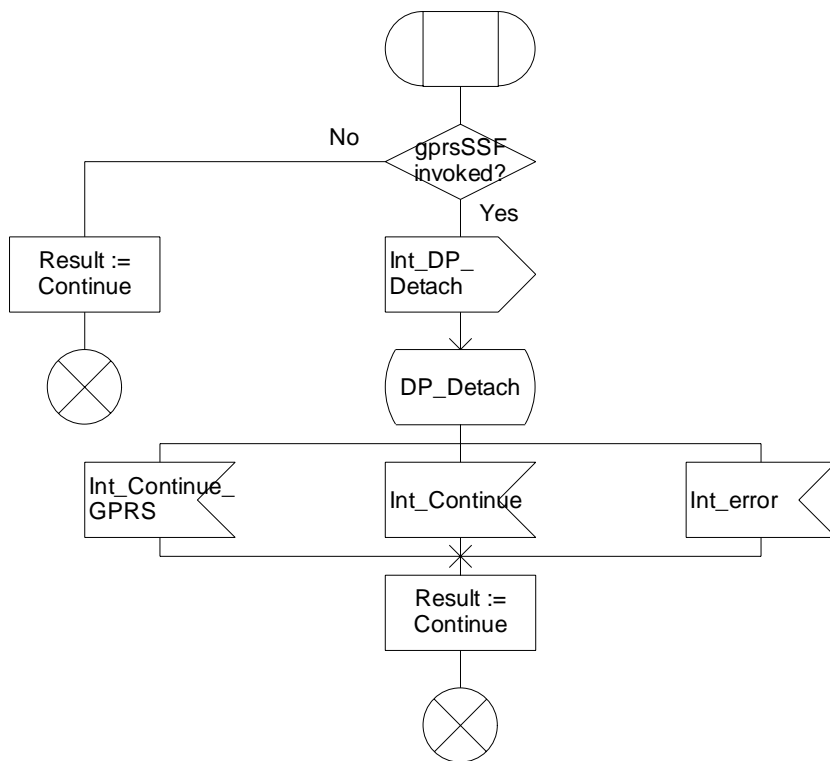 gprsSSF
invoked?
No
Yes
Result :=
Continue
Int_DP_
Detach
DP_Detach
Int_Continue_
GPRS
Int_Continue
Int_error
Result :=
Continue